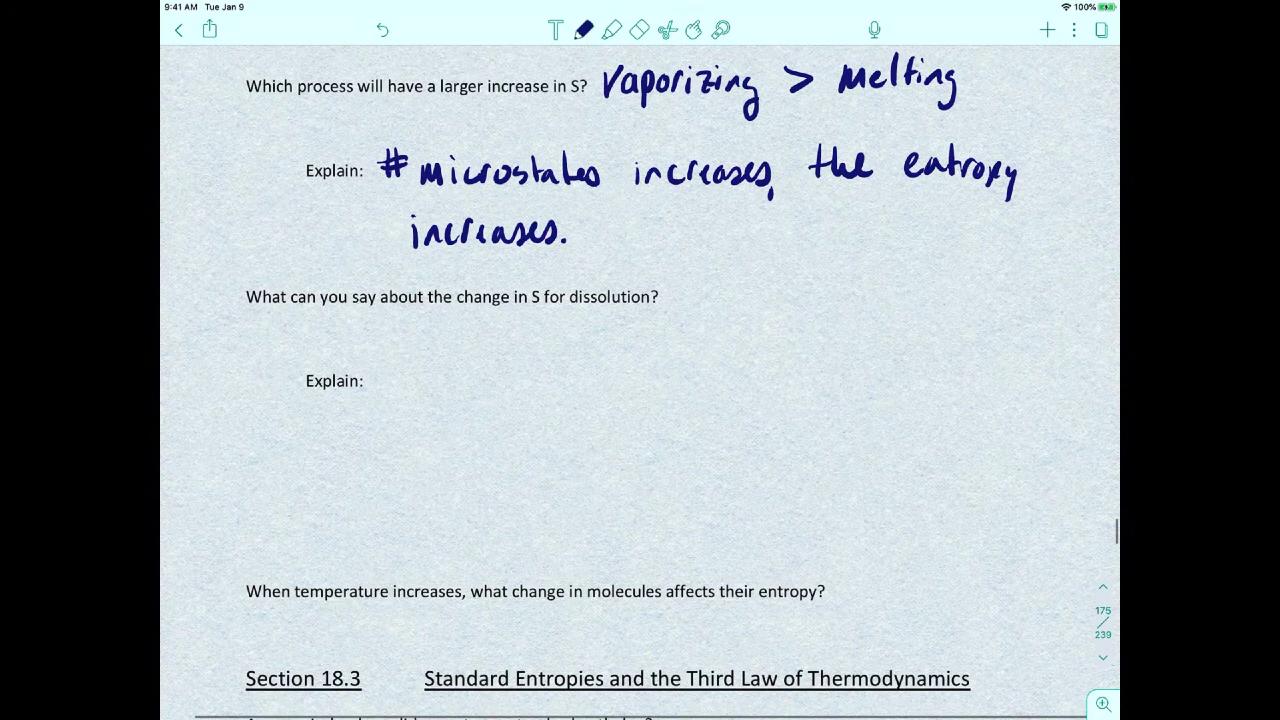 9:41 AM Tue Jan 9
100%
Which process will have a larger increase in S? vaporizing > melting
Explain: # microstates increases, the entropy
increases.
What can you say about the change in S for dissolution?
Explain:
When temperature increases, what change in molecules affects their entropy?
175
239
Section 18.3 Standard Entropies and the Third Law of Thermodynamics